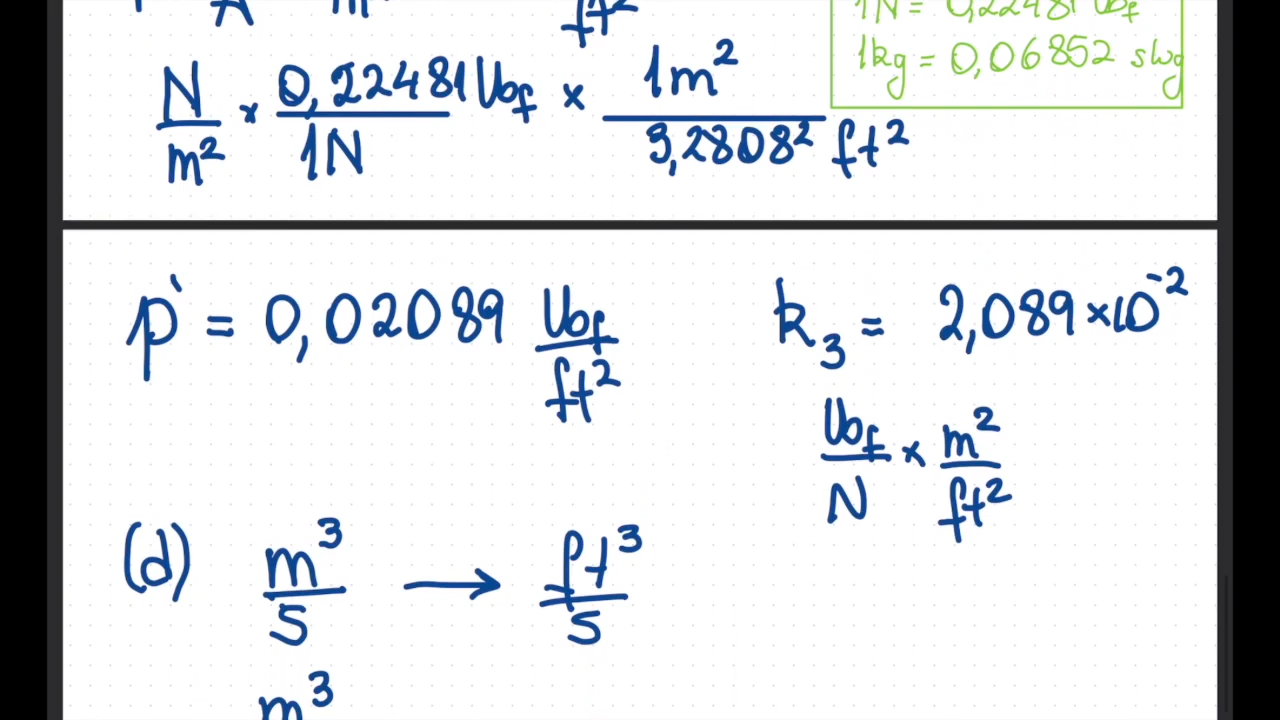 A m ft²
1N = 0,22481 lbf
1kg = 0,06852 slug
N/m² × 0,22481 lbf/1N × 1m²/3,2808² ft²
p` = 0,02089 lbf/ft²
k₃ = 2,089 × 10⁻²
lbf/N × m²/ft²
(d) m³/s → ft³/s
m³